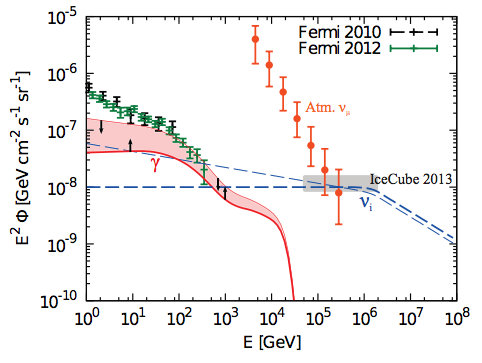 10^-5
10^-6
10^-7
10^-8
10^-9
10^-10
E² Φ [GeV cm^-2 s^-1 sr^-1]
Fermi 2010
Fermi 2012
Atm. ν_μ
IceCube 2013
ν_i
γ
10^0 10^1 10^2 10^3 10^4 10^5 10^6 10^7 10^8
E [GeV]